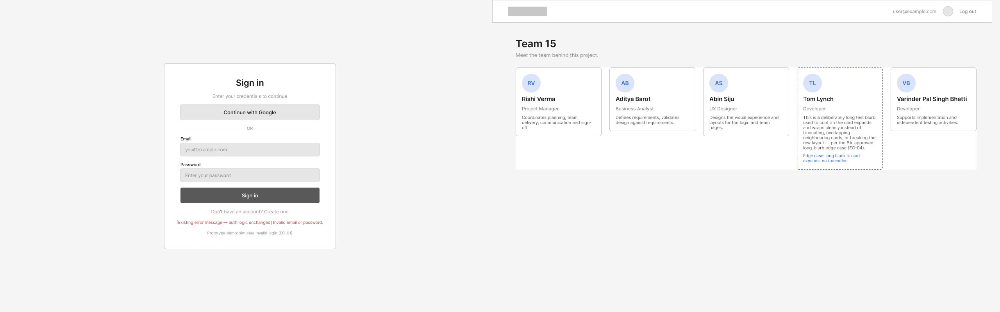 Sign in
Enter your credentials to continue
Continue with Google
OR
Email
you@example.com
Password
Enter your password
Sign in
Don’t have an account? Create one
[Existing error message — auth logic unchanged] Invalid email or password.
Prototype demo: simulate invalid login (EC-01)
user@example.com
Log out
Team 15
Meet the team behind this project.
RV
Rishi Verma
Project Manager
Coordinates planning, team
delivery, communication and sign-
off.
AB
Aditya Barot
Business Analyst
Defines requirements, validates
design against requirements.
AS
Abin Siju
UX Designer
Designs the visual experience and
layouts for the login and team
pages.
TL
Tom Lynch
Developer
This is a deliberately long test blurb
used to confirm the card expands
and wraps cleanly instead of
truncating, overlapping
neighbouring cards, or breaking the
row layout — per the BA-approved
long-blurb edge case (EC-04).
Edge case: long blurb → card
expands, no truncation
VB
Varinder Pal Singh Bhatti
Developer
Supports implementation and
independent testing activities.